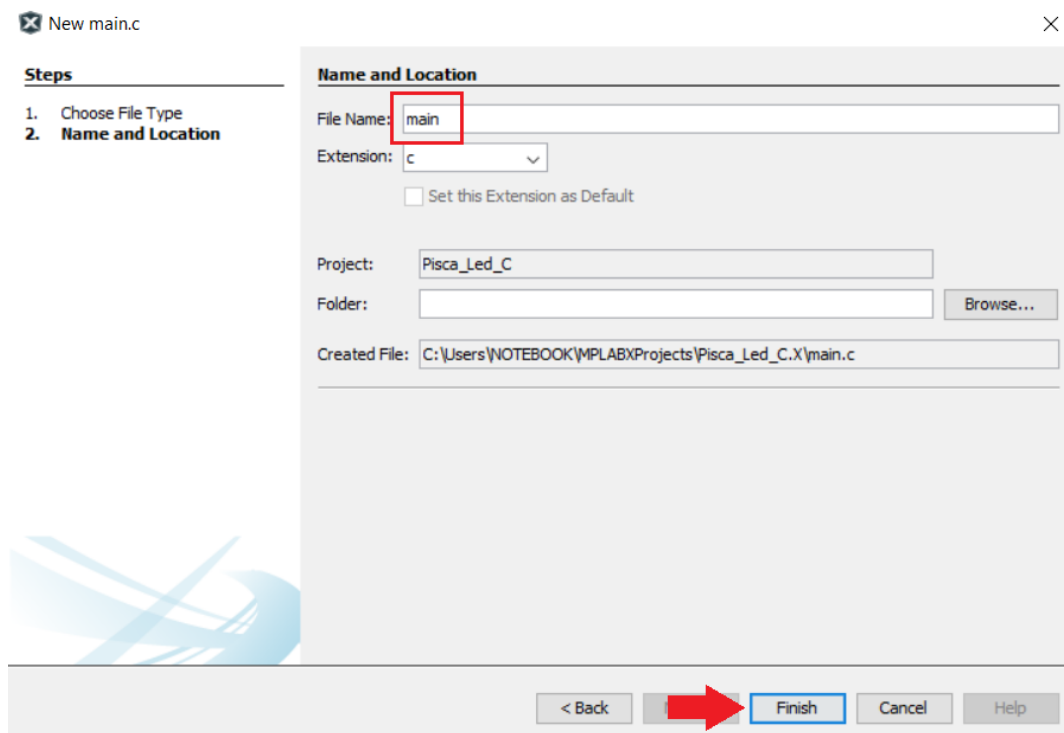 New main.c
Steps
1. Choose File Type
2. Name and Location
Name and Location
File Name: main
Extension: c
Set this Extension as Default
Project: Pisca_Led_C
Folder:
Browse...
Created File: C:\Users\NOTEBOOK\MPLABXProjects\Pisca_Led_C.X\main.c
< Back
Finish
Cancel
Help